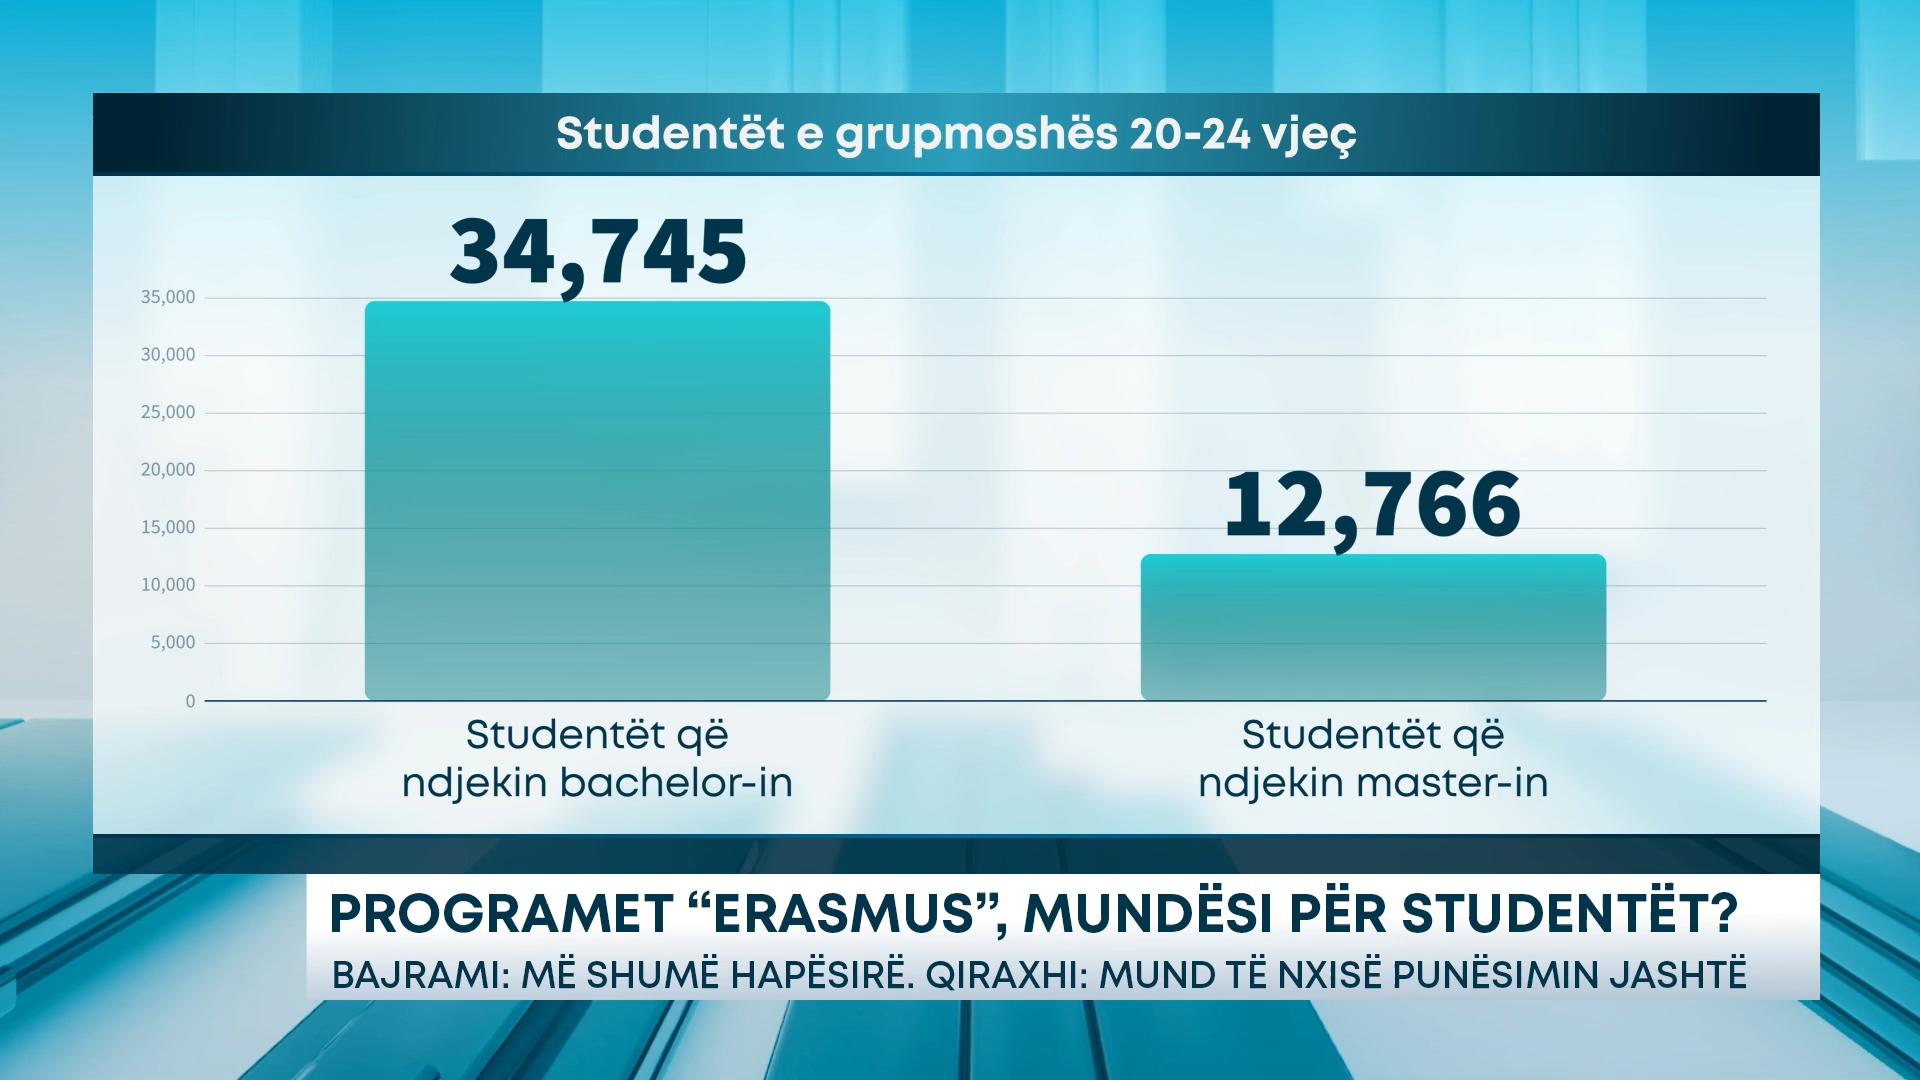 Studentët e grupmoshës 20-24 vjeç
34,745
12,766
35,000
30,000
25,000
20,000
15,000
10,000
5,000
0
Studentët që
ndjekin bachelor-in
Studentët që
ndjekin master-in
PROGRAMET “ERASMUS”, MUNDËSI PËR STUDENTËT?
BAJRAMI: MË SHUMË HAPËSIRË. QIRAXHI: MUND TË NXISË PUNËSIMIN JASHTË